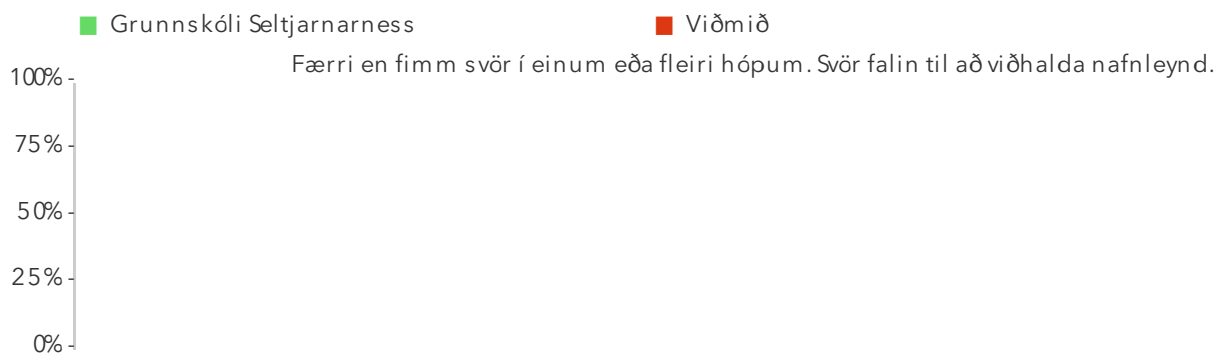 Grunnskóli Seltjarnarness
Viðmið
Færri en fimm svör í einum eða fleiri hópum. Svör falin til að viðhalda nafnleynd.
100%
75%
50%
25%
0%